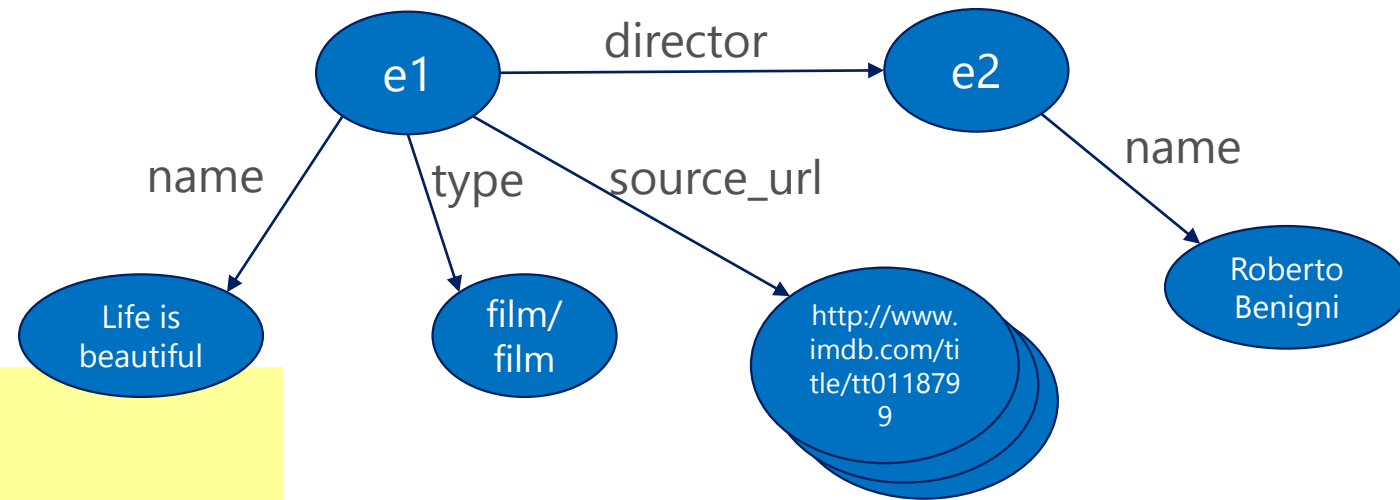 director
e1
e2
name
type
source_url
name
Life is
beautiful
film/
film
http://www.
imdb.com/ti
tle/tt011879
9
Roberto
Benigni